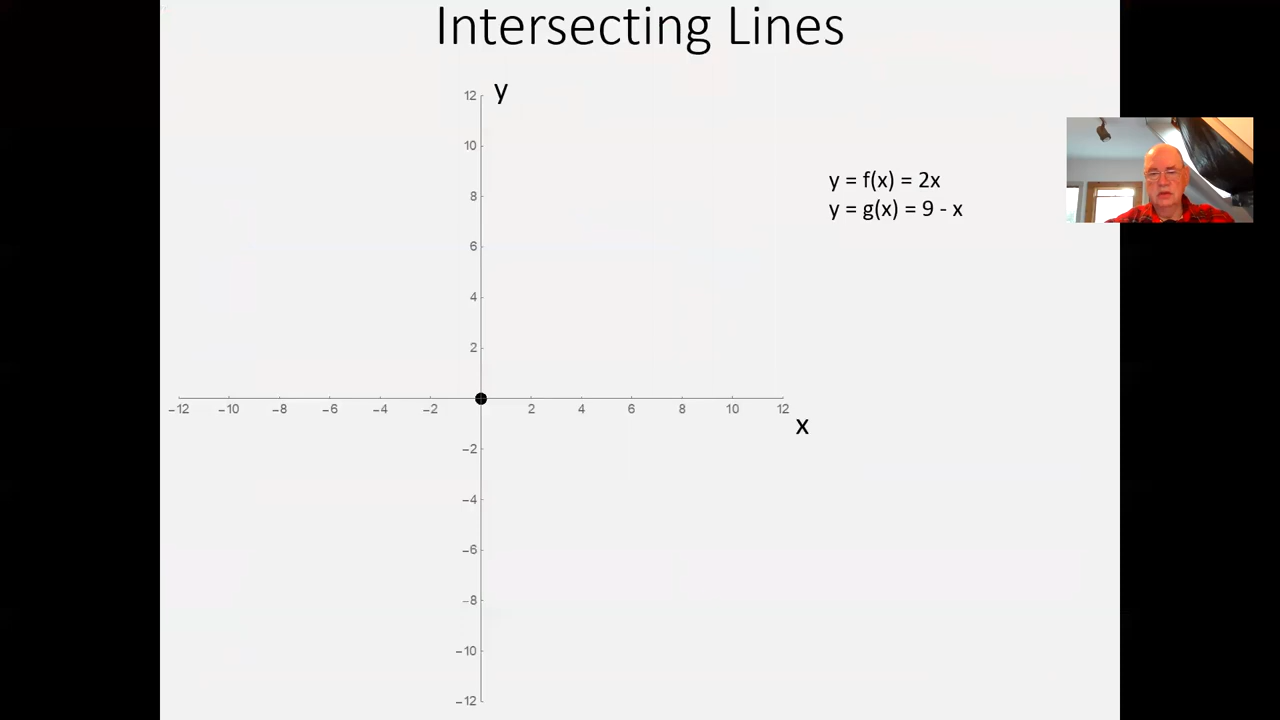 Intersecting Lines
y
12
10
8
6
4
2
y = f(x) = 2x
y = g(x) = 9 - x
−12 −10 −8 −6 −4 −2 2 4 6 8 10 12
x
−2
−4
−6
−8
−10
−12